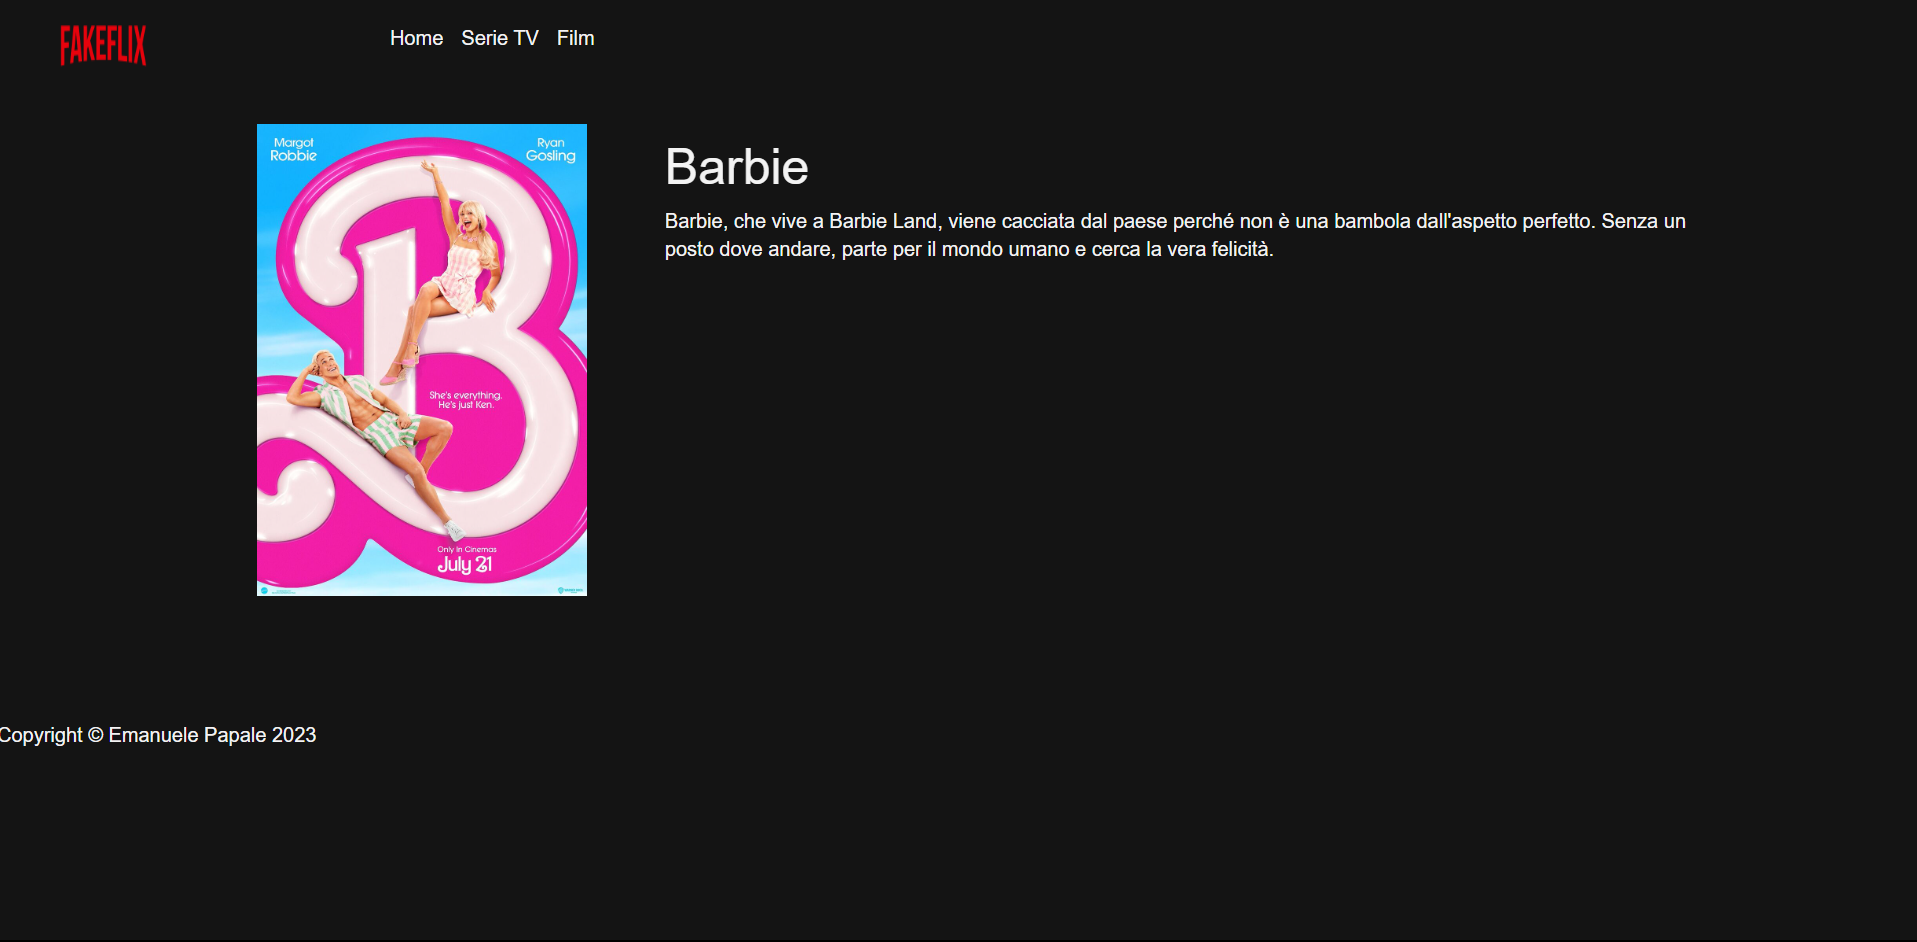 FAKEFLIX
Home Serie TV Film
Margot
Robbie
Ryan
Gosling
She's everything.
He's just Ken.
Only In Cinemas
July 21
Barbie
Barbie, che vive a Barbie Land, viene cacciata dal paese perché non è una bambola dall'aspetto perfetto. Senza un
posto dove andare, parte per il mondo umano e cerca la vera felicità.
Copyright © Emanuele Papale 2023